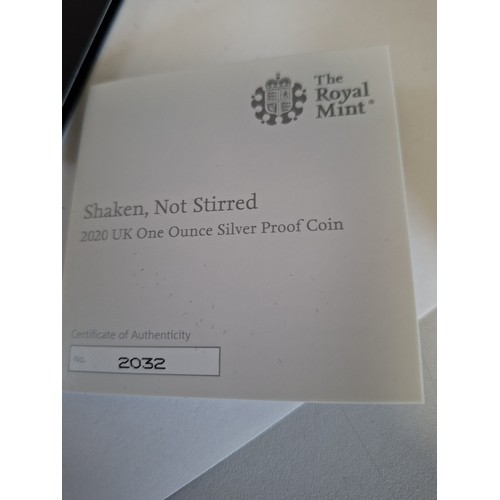 The
Royal
Mint®
Shaken, Not Stirred
2020 UK One Ounce Silver Proof Coin
Certificate of Authenticity
No. 2032